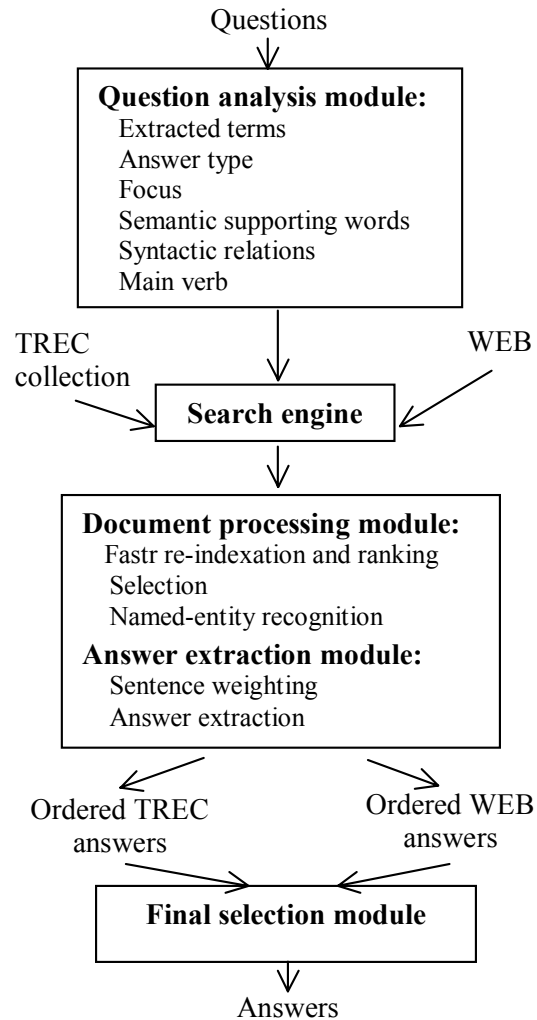 Questions
Question analysis module:
Extracted terms
Answer type
Focus
Semantic supporting words
Syntactic relations
Main verb
TREC
collection
WEB
Search engine
Document processing module:
Fastr re-indexation and ranking
Selection
Named-entity recognition
Answer extraction module:
Sentence weighting
Answer extraction
Ordered TREC
answers
Ordered WEB
answers
Final selection module
Answers